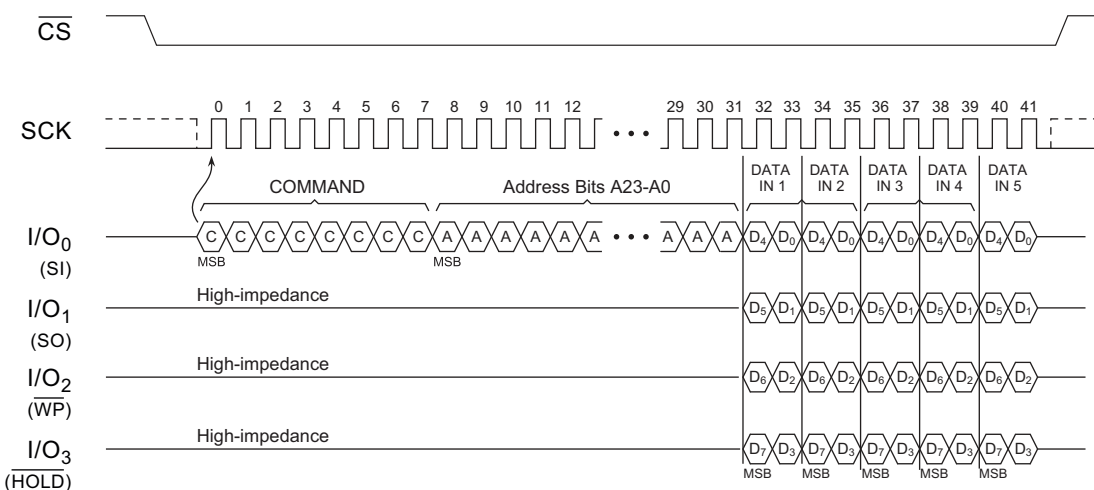 CS
0 1 2 3 4 5 6 7 8 9 10 11 12 29 30 31 32 33 34 35 36 37 38 39 40 41
SCK
• • •
COMMAND
Address Bits A23-A0
DATA IN 1
DATA IN 2
DATA IN 3
DATA IN 4
DATA IN 5
I/O0
(SI)
C C C C C C C C A A A A A A • • • A A A D4 D0 D4 D0 D4 D0 D4 D0 D4 D0
MSB
MSB
I/O1
(SO)
High-impedance
D5 D1 D5 D1 D5 D1 D5 D1 D5 D1
I/O2
(WP)
High-impedance
D6 D2 D6 D2 D6 D2 D6 D2 D6 D2
I/O3
(HOLD)
High-impedance
D7 D3 D7 D3 D7 D3 D7 D3 D7 D3
MSB MSB MSB MSB MSB